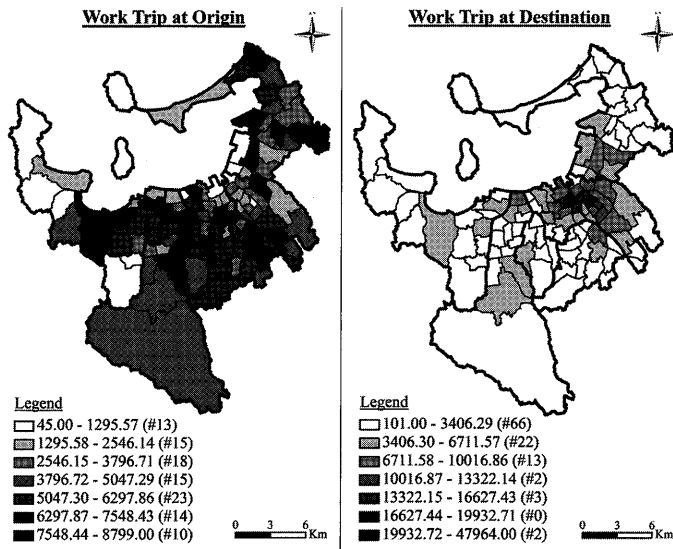 Work Trip at Origin
Legend
45.00 - 1295.57 (#13)
1295.58 - 2546.14 (#15)
2546.15 - 3796.71 (#18)
3796.72 - 5047.29 (#15)
5047.30 - 6297.86 (#23)
6297.87 - 7548.43 (#14)
7548.44 - 8799.00 (#10)
3 6
Km
Work Trip at Destination
Legend
101.00 - 3406.29 (#66)
3406.30 - 6711.57 (#22)
6711.58 - 10016.86 (#13)
10016.87 - 13322.14 (#2)
13322.15 - 16627.43 (#3)
16627.44 - 19932.71 (#0)
19932.72 - 47964.00 (#2)
3 6
Km